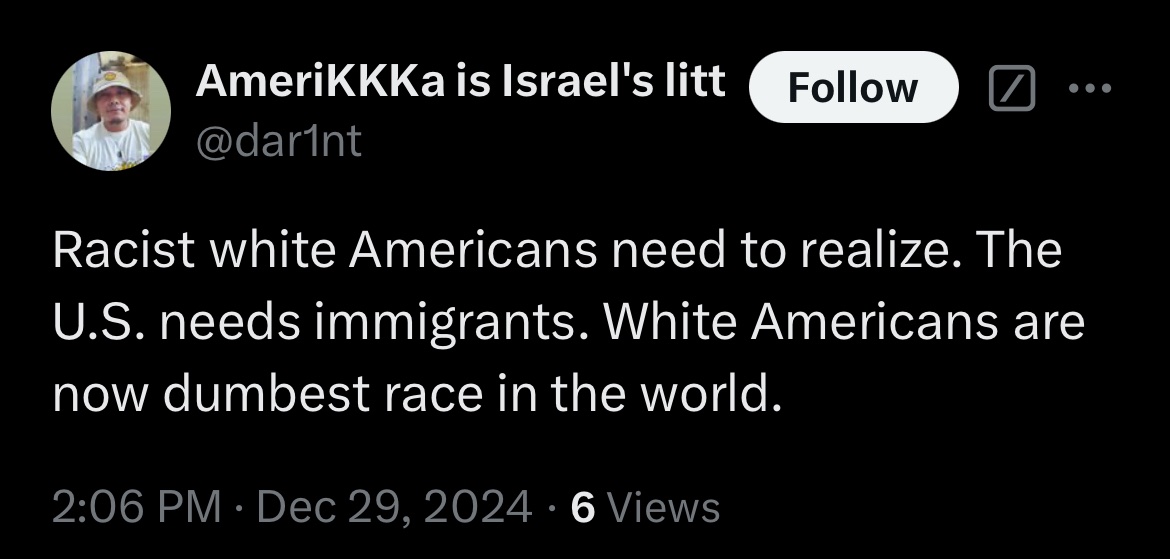 AmeriKKKa is Israel's litt
Follow
@dar1nt
Racist white Americans need to realize. The
U.S. needs immigrants. White Americans are
now dumbest race in the world.
2:06 PM · Dec 29, 2024 · 6 Views